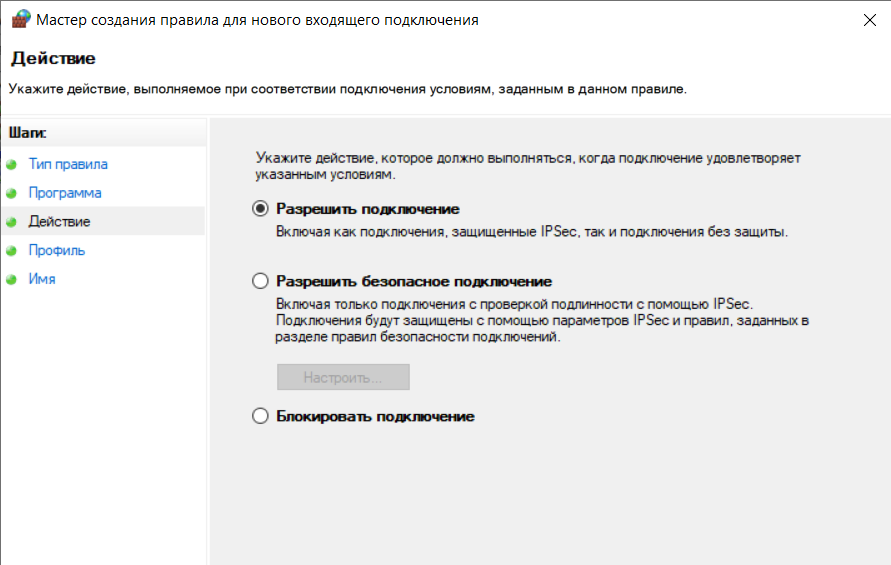 Мастер создания правила для нового входящего подключения
Действие
Укажите действие, выполняемое при соответствии подключения условиям, заданным в данном правиле.
Шаги:
Тип правила
Программа
Действие
Профиль
Имя
Укажите действие, которое должно выполняться, когда подключение удовлетворяет
указанным условиям.
Разрешить подключение
Включая как подключения, защищенные IPSec, так и подключения без защиты.
Разрешить безопасное подключение
Включая только подключения с проверкой подлинности с помощью IPSec.
Подключения будут защищены с помощью параметров IPSec и правил, заданных в
разделе правил безопасности подключений.
Настроить...
Блокировать подключение